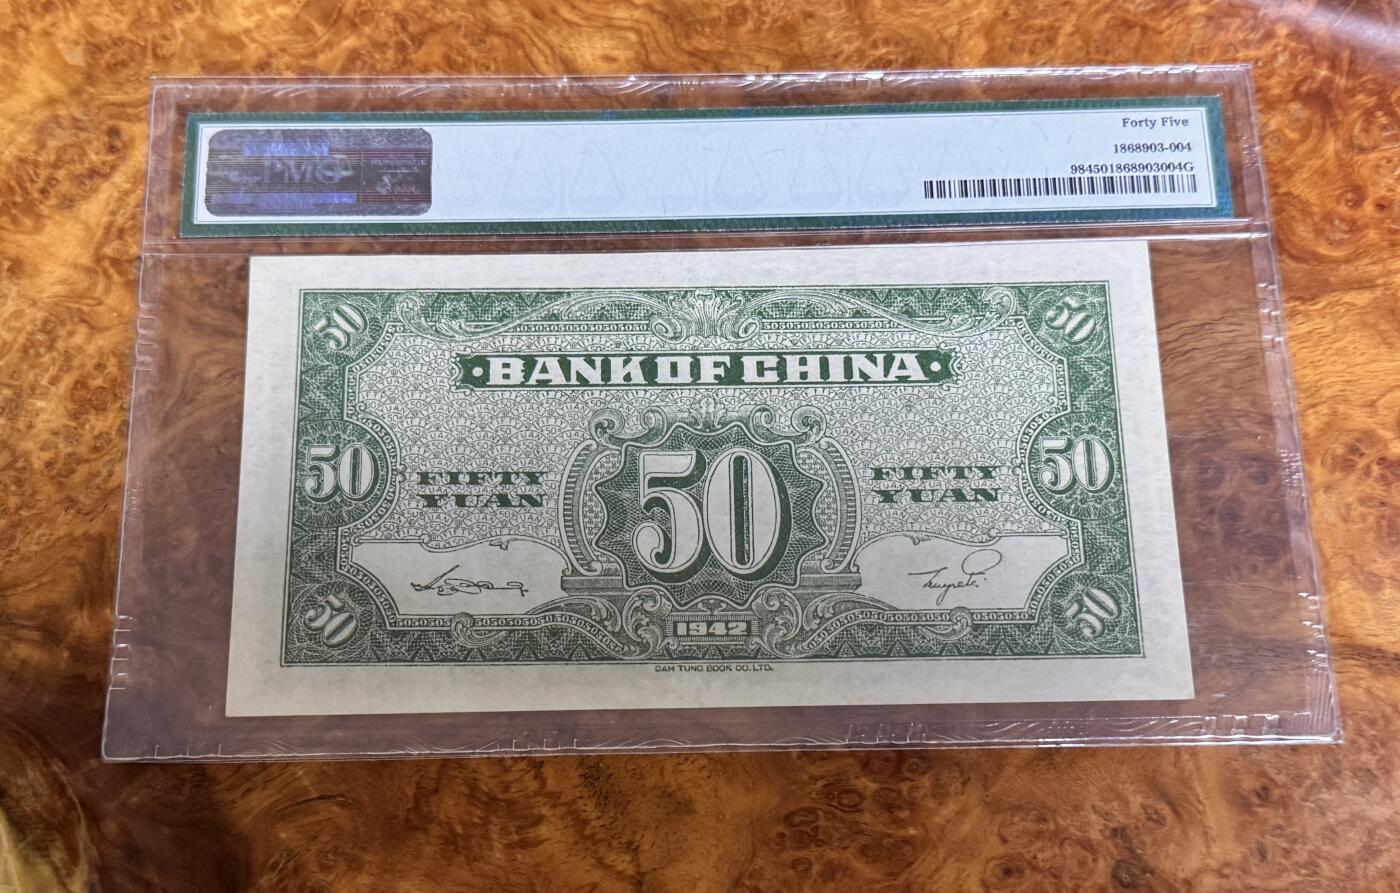 Forty Five
1868903-004
984501868903004G
PMG
50 50
·BANK OF CHINA·
50 50 50
FIFTY YUAN
FIFTY YUAN
50 50
1942
DAH TUNG BOOK CO. LTD.